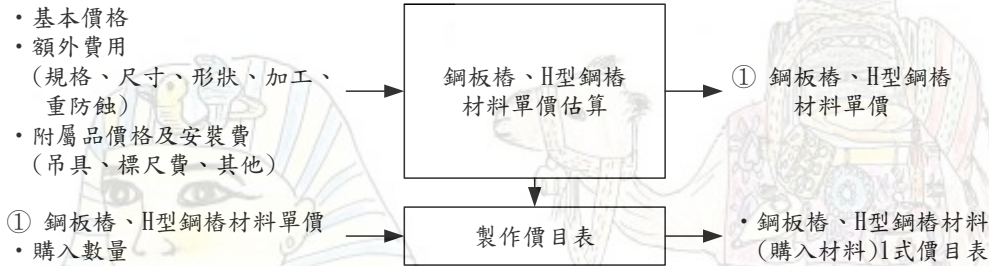 ・基本價格
・額外費用
(規格、尺寸、形狀、加工、
重防蝕)
・附屬品價格及安裝費
(吊具、標尺費、其他)
鋼板樁、H型鋼樁
材料單價估算
① 鋼板樁、H型鋼樁
材料單價
① 鋼板樁、H型鋼樁材料單價
・購入數量
製作價目表
・鋼板樁、H型鋼樁材料
(購入材料)1式價目表